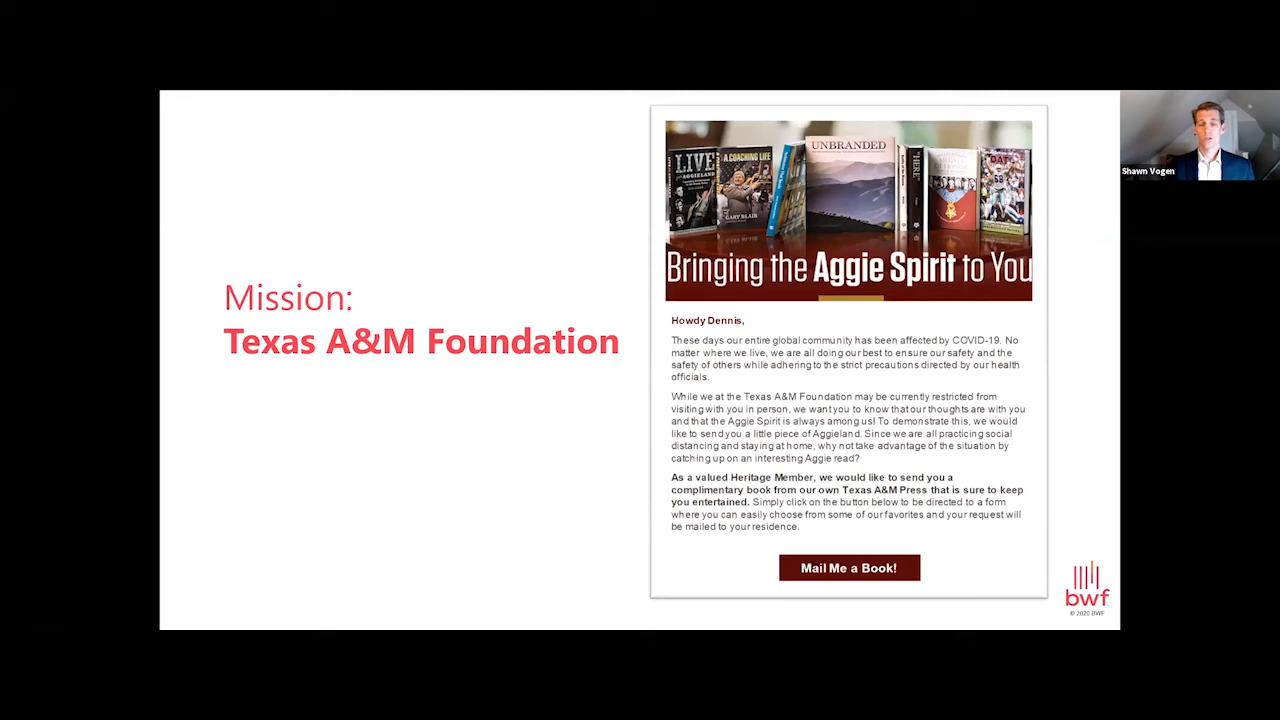 Mission:
Texas A&M Foundation
LIVE
AGGIELAND
A COACHING LIFE
GARY BLAIR
UNBRANDED
"HERE"
DAT
68
Bringing the Aggie Spirit to You
Howdy Dennis,
These days our entire global community has been affected by COVID-19. No
matter where we live, we are all doing our best to ensure our safety and the
safety of others while adhering to the strict precautions directed by our health
officials.
While we at the Texas A&M Foundation may be currently restricted from
visiting with you in person, we want you to know that our thoughts are with you
and that the Aggie Spirit is always among us! To demonstrate this, we would
like to send you a little piece of Aggieland. Since we are all practicing social
distancing and staying at home, why not take advantage of the situation by
catching up on an interesting Aggie read?
As a valued Heritage Member, we would like to send you a
complimentary book from our own Texas A&M Press that is sure to keep
you entertained. Simply click on the button below to be directed to a form
where you can easily choose from some of our favorites and your request will
be mailed to your residence.
Mail Me a Book!
bwf
© 2020 BWF
Shawn Vogen